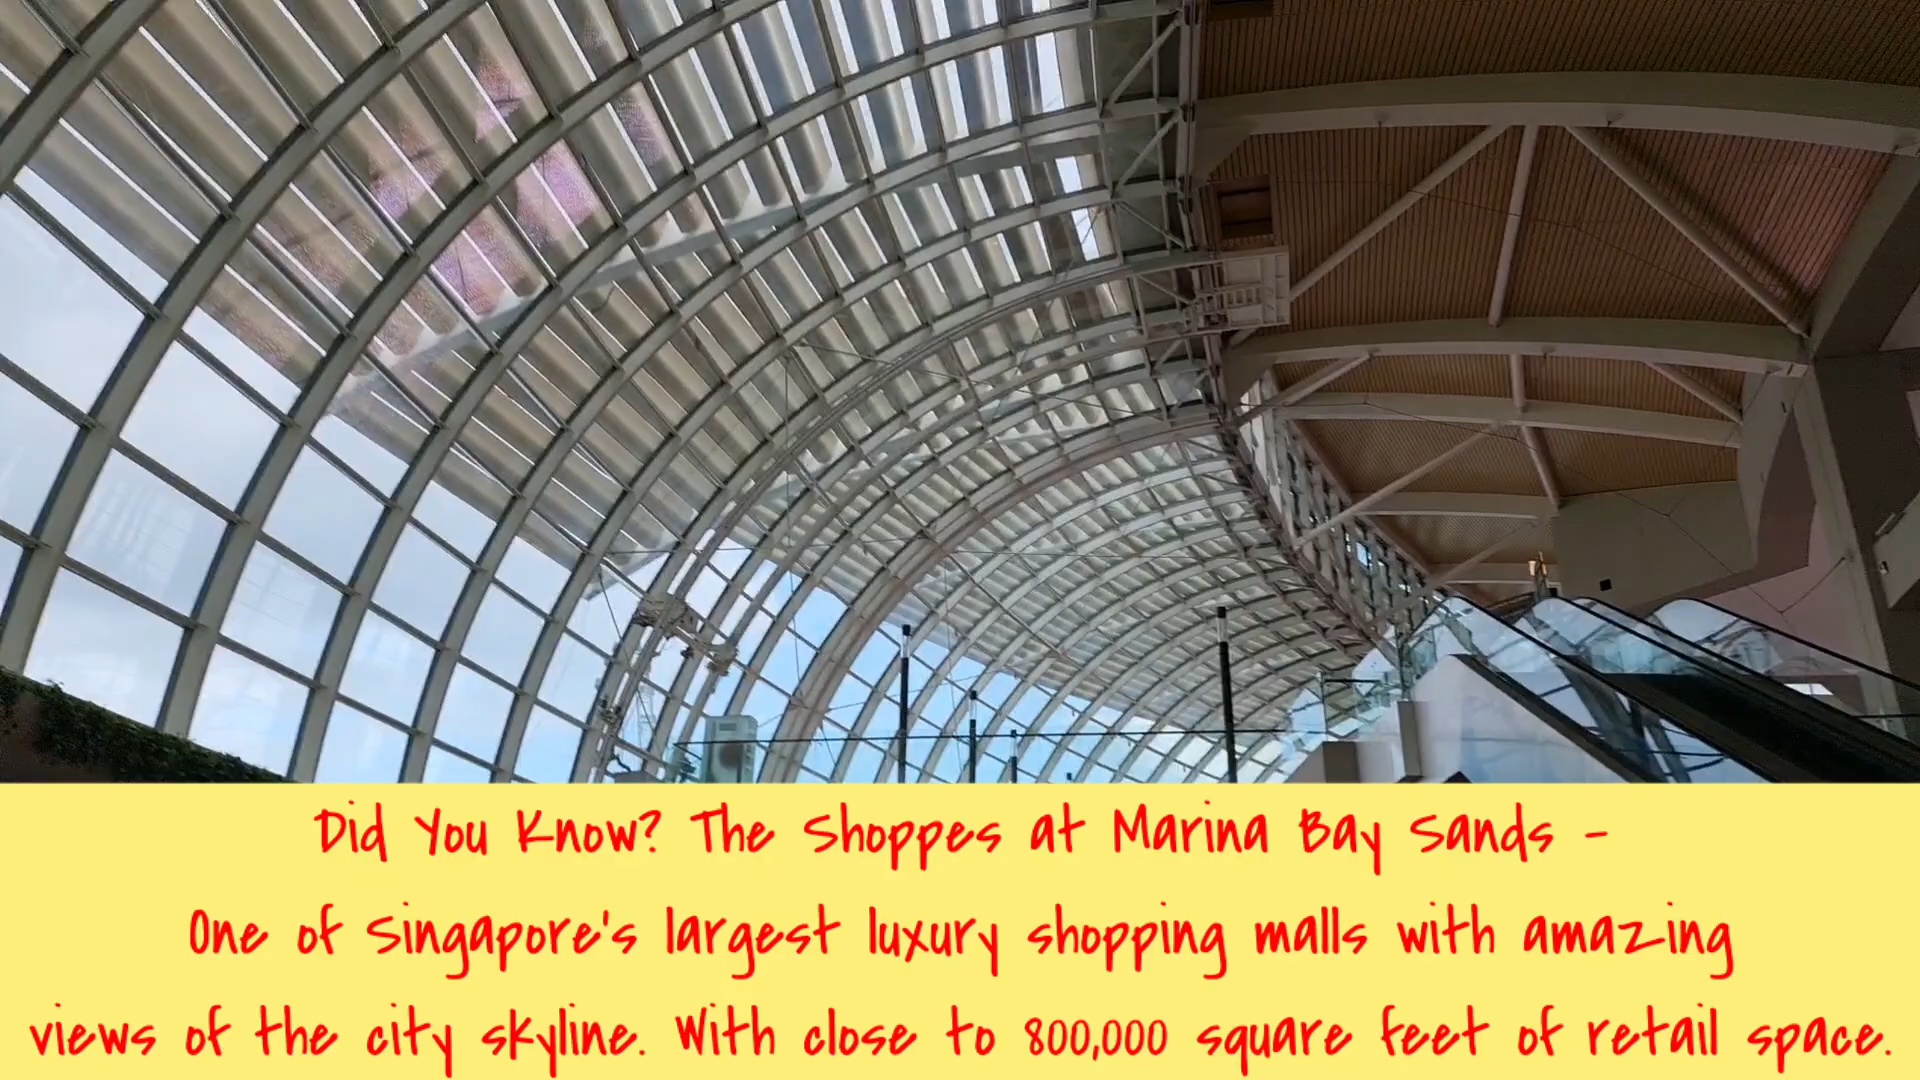 Did You Know? The Shoppes at Marina Bay Sands -
One of Singapore's largest luxury shopping malls with amazing
views of the city skyline. With close to 800,000 square feet of retail space.